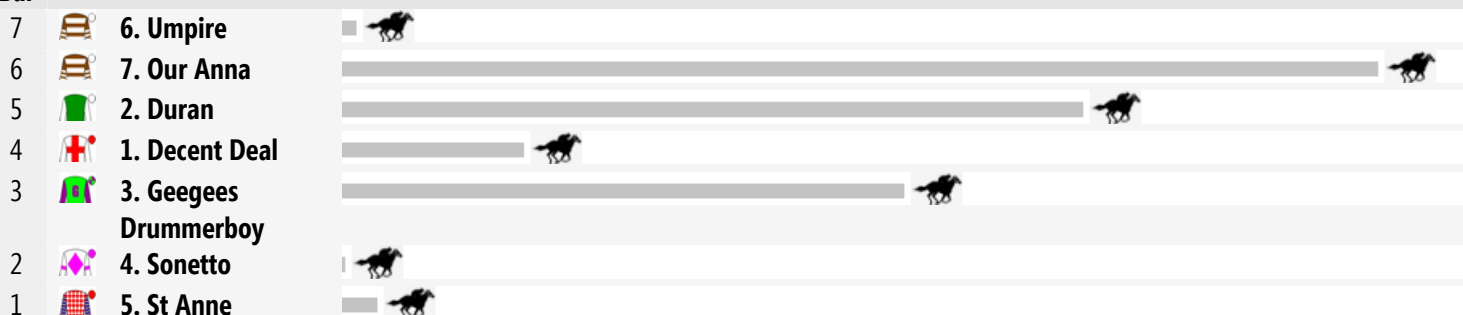 7 6. Umpire
6 7. Our Anna
5 2. Duran
4 1. Decent Deal
3 G 3. Geegees
Drummerboy
2 4. Sonetto
1 5. St Anne